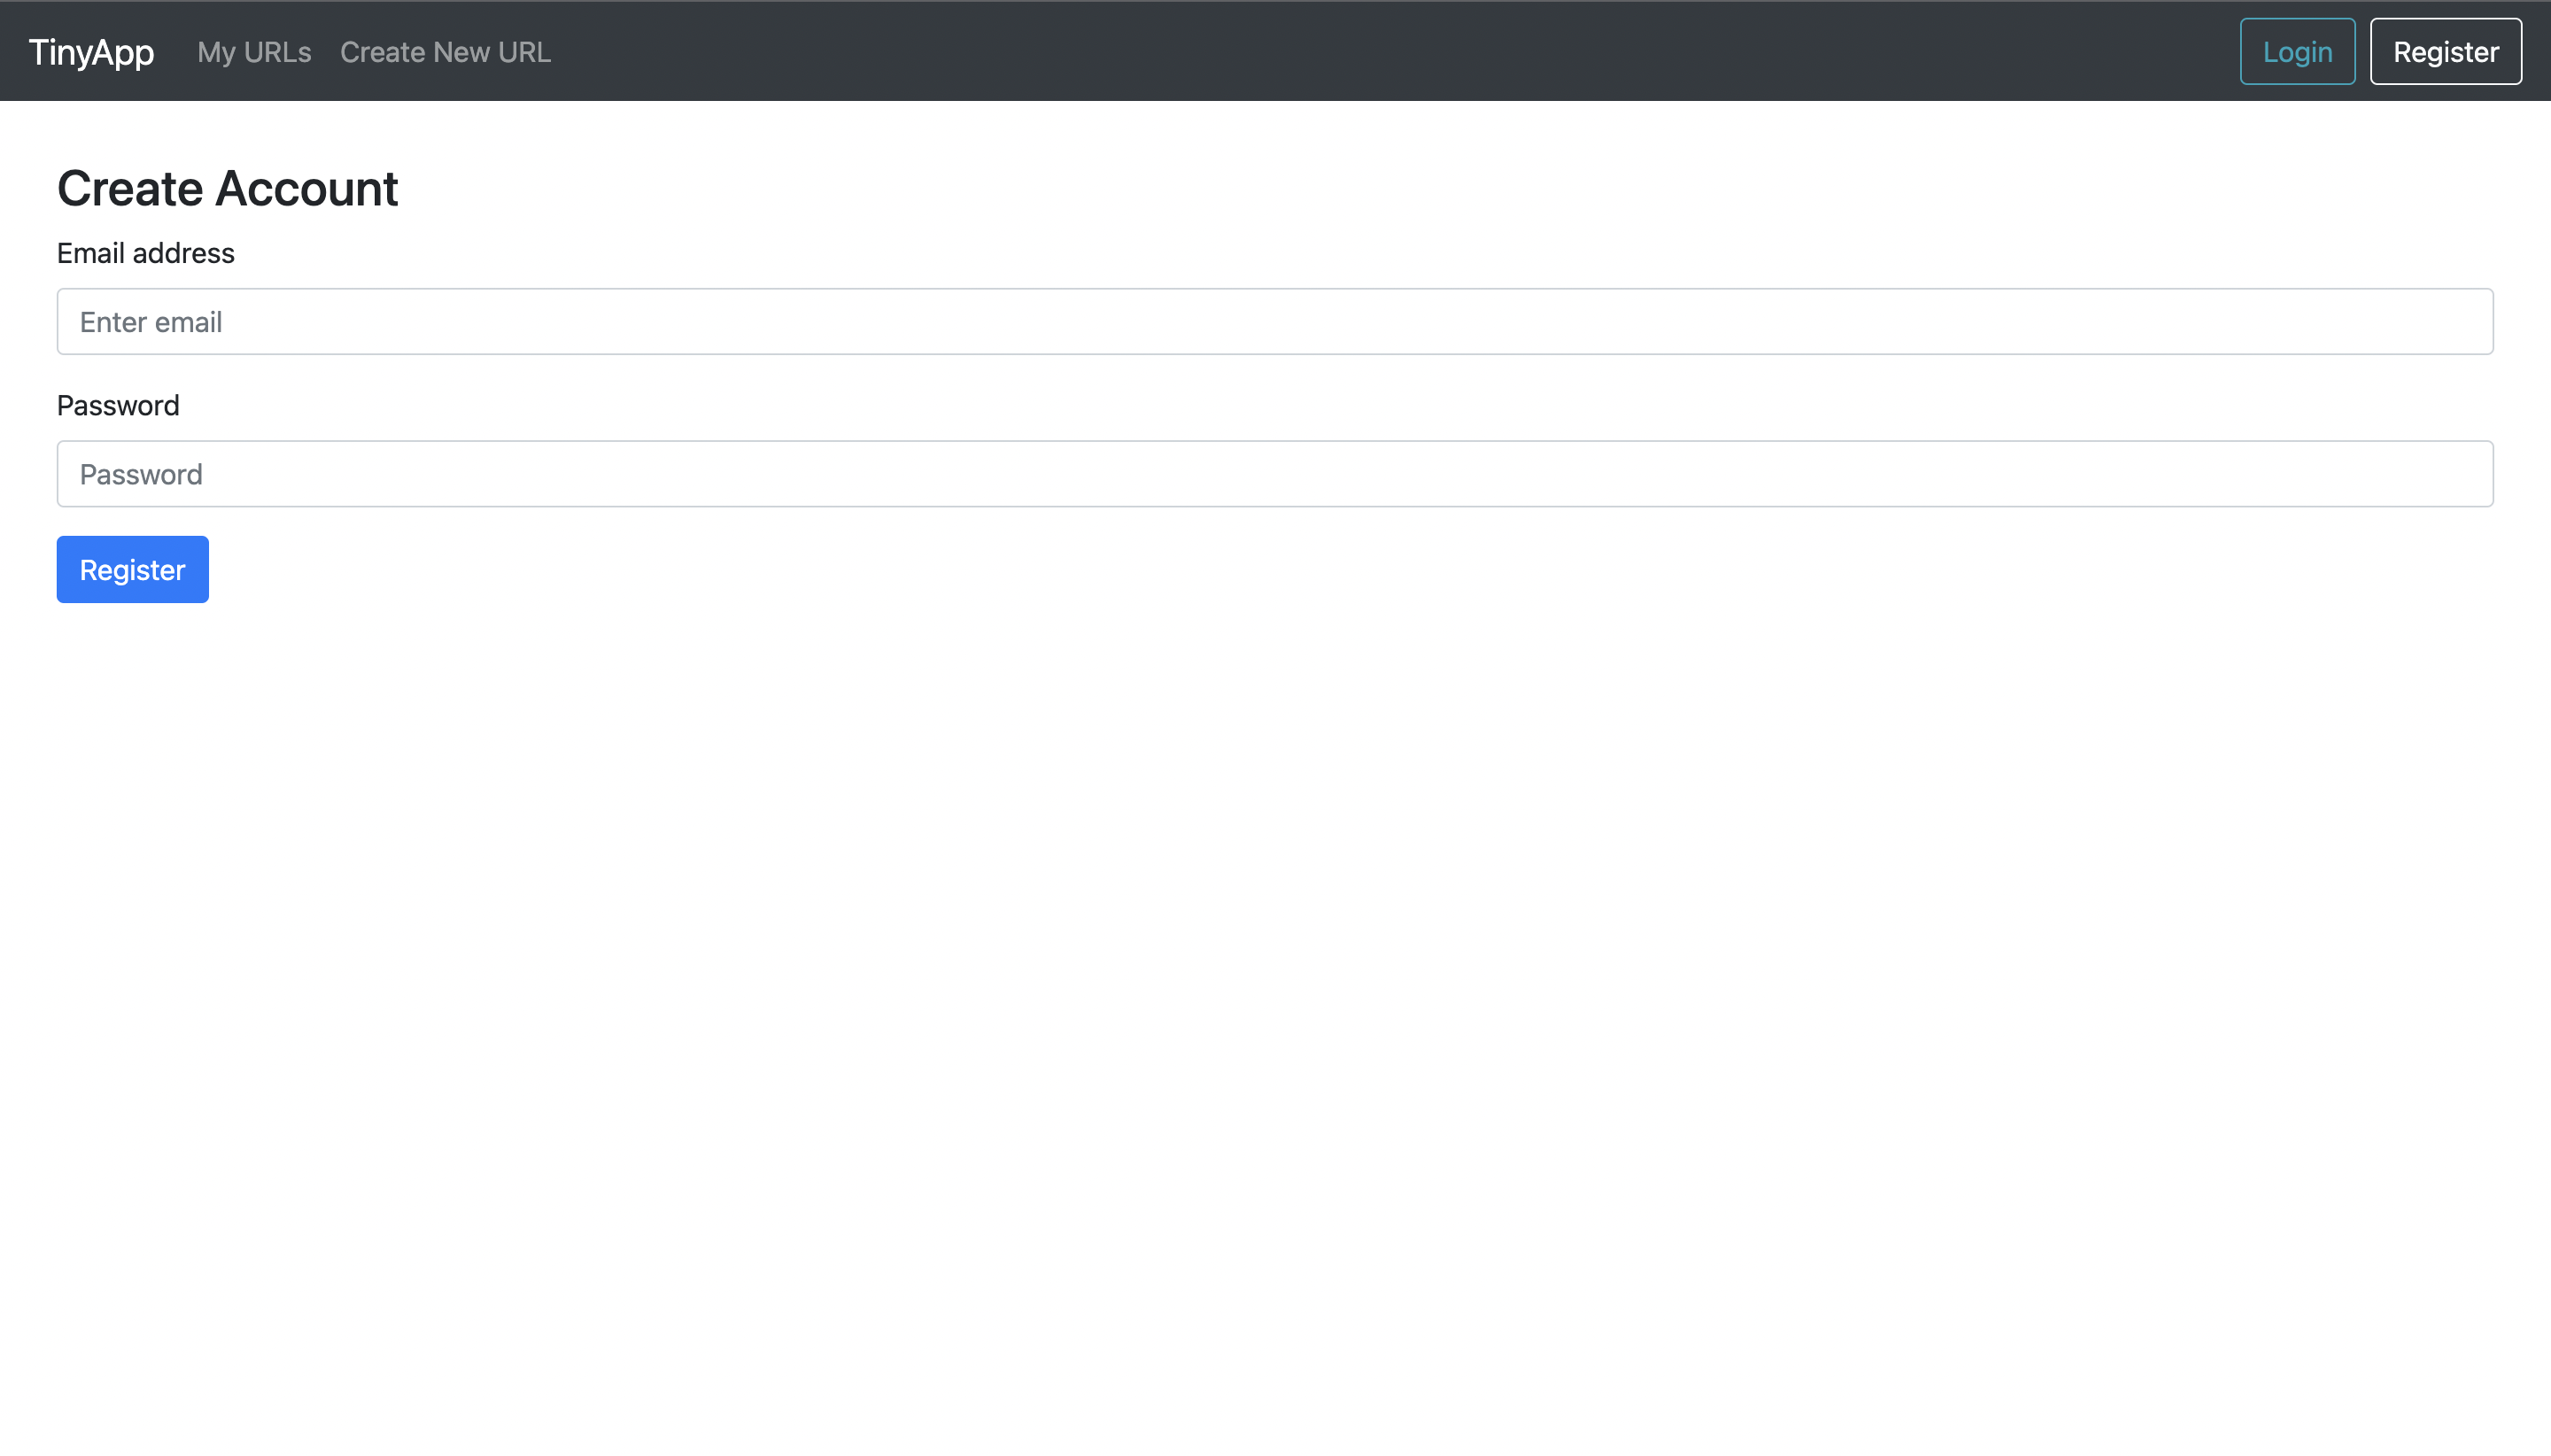 TinyApp My URLs Create New URL Login Register
Create Account
Email address
Enter email
Password
Password
Register